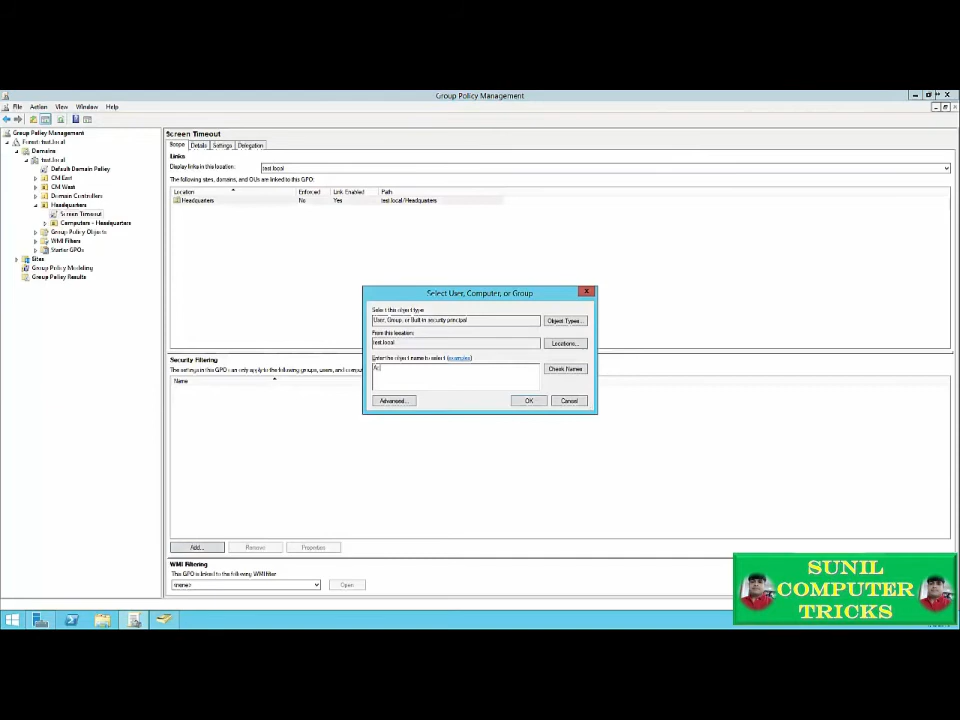 Group Policy Management
File Action View Window Help
Group Policy Management
Forest: test.local
Domains
test.local
Default Domain Policy
CM East
CM West
Domain Controllers
Headquarters
Screen Timeout
Computers - Headquarters
Group Policy Objects
WMI Filters
Starter GPOs
Sites
Group Policy Modeling
Group Policy Results
Screen Timeout
Scope Details Settings Delegation
Links
Display links in this location: test.local
The following sites, domains, and OUs are linked to this GPO:
Location Enforced Link Enabled Path
Headquarters No Yes test.local/Headquarters
Security Filtering
The settings in this GPO can only apply to the following groups, users, and
Name
Add... Remove Properties
WMI Filtering
This GPO is linked to the following WMI filter:
<none> Open
Select User, Computer, or Group
Select this object type:
User, Group, or Built-in security principal Object Types...
From this location:
test.local Locations...
Enter the object name to select (examples):
Check Names
Advanced... OK Cancel
SUNIL
COMPUTER
TRICKS